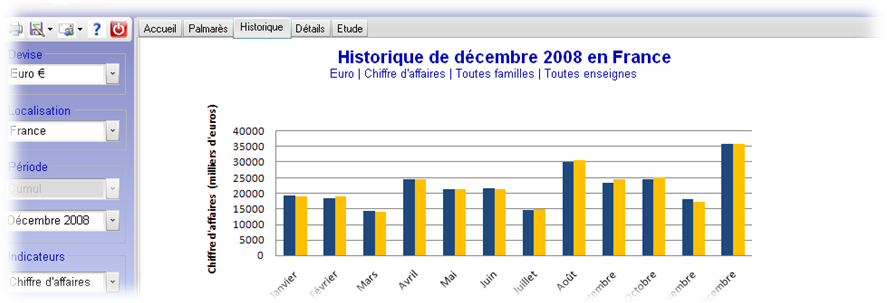 Accueil Palmarès Historique Détails Etude
Devise
Euro €
Localisation
France
Période
Cumul
Décembre 2008
Indicateurs
Chiffre d'affaires
Historique de décembre 2008 en France
Euro | Chiffre d'affaires | Toutes familles | Toutes enseignes
Chiffre d'affaires (milliers d'euros)
40000
35000
30000
25000
20000
15000
10000
5000
0
Janvier Février Mars Avril Mai Juin Juillet Août Octobre